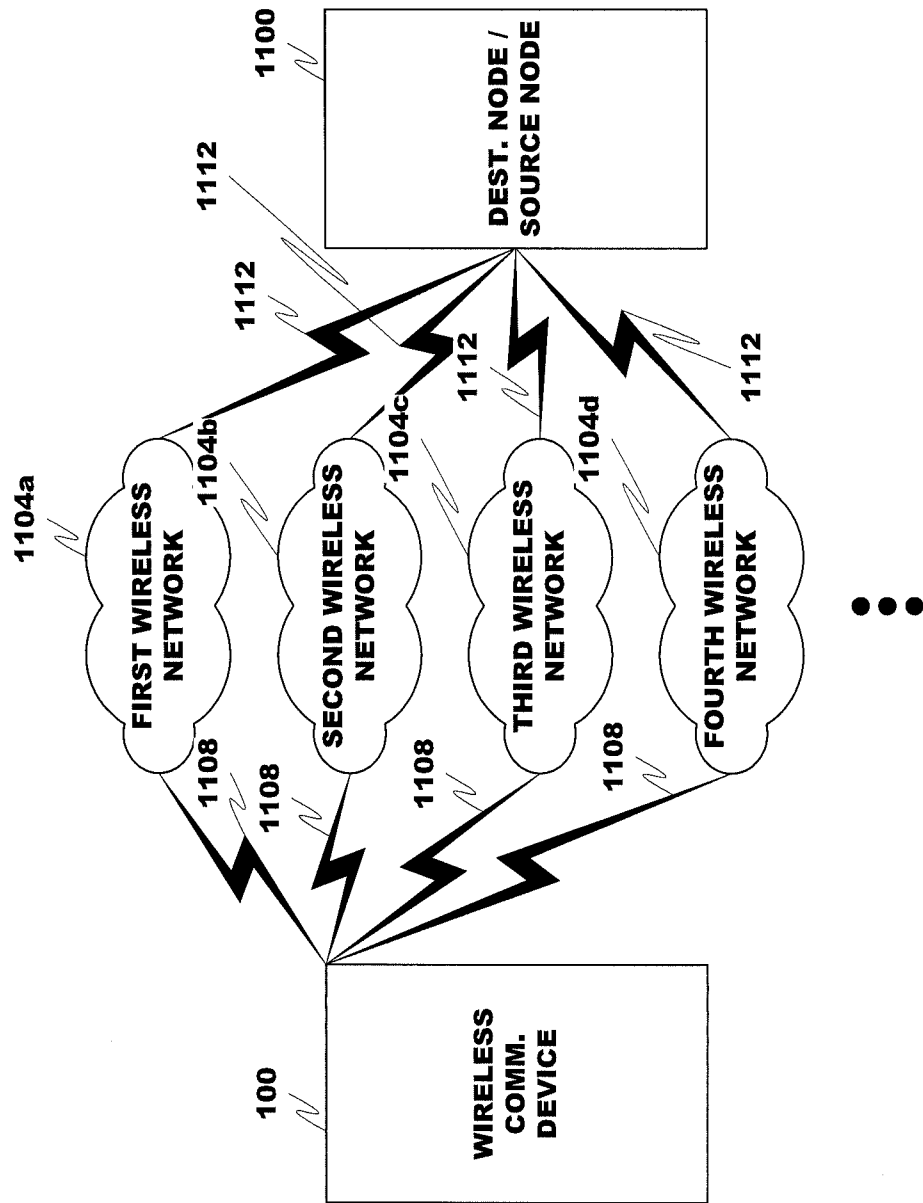 1104a
FIRST WIRELESS
NETWORK
1108
1104b
1112
1112
1108
SECOND WIRELESS
NETWORK
1104c
1112
100
WIRELESS
COMM.
DEVICE
1100
DEST. NODE /
SOURCE NODE
1108
THIRD WIRELESS
NETWORK
1104d
1108
FOURTH WIRELESS
NETWORK
1112